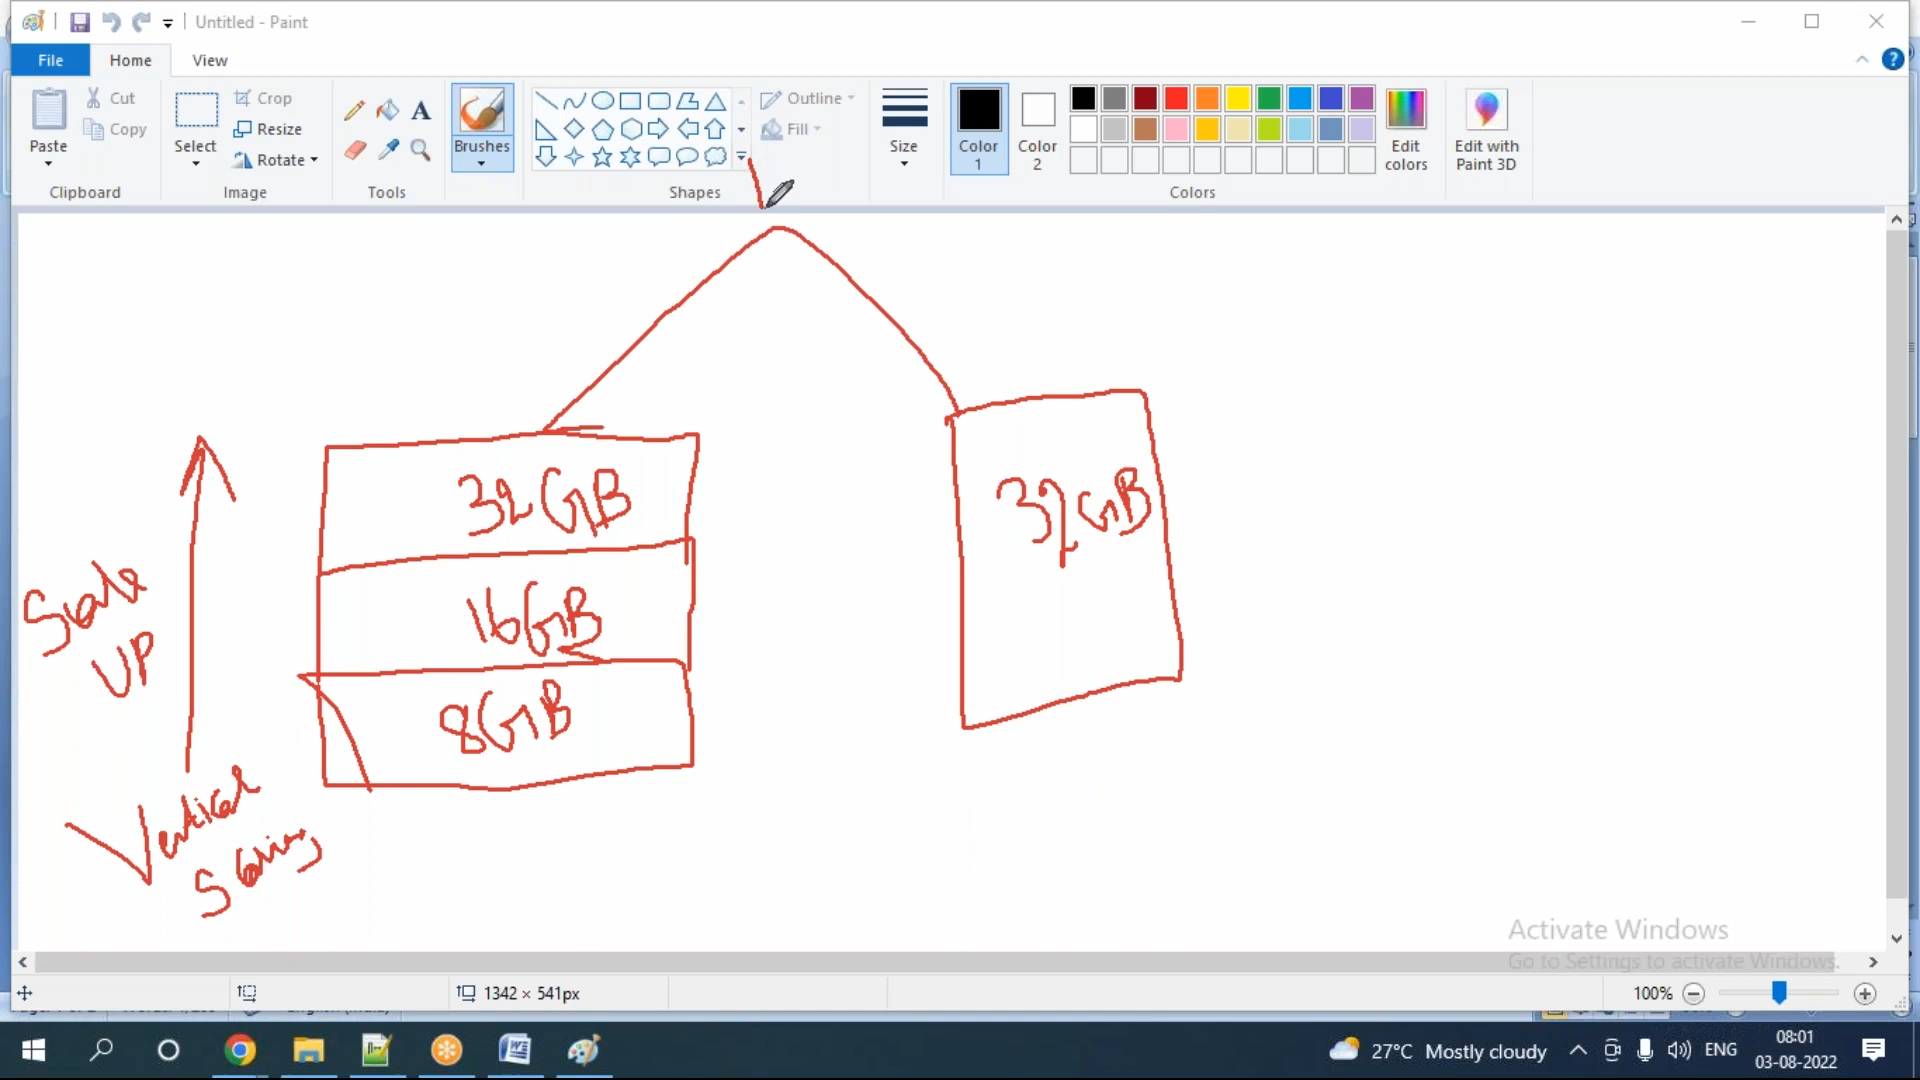 Untitled - Paint
File Home View
Cut
Copy
Paste
Clipboard
Select
Crop
Resize
Rotate
Image
Tools
Brushes
Outline
Fill
Shapes
Size
Color
1
Color
2
Edit
colors
Edit with
Paint 3D
Colors
32GB
32GB
16GB
8GB
Scale
UP
Vertical
Scaling
Activate Windows
Go to Settings to activate Windows.
1342 × 541px
100%
27°C Mostly cloudy
ENG
08:01
03-08-2022